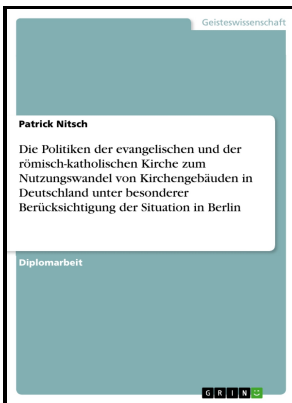 Geisteswissenschaft
Patrick Nitsch
Die Politiken der evangelischen und der
römisch-katholischen Kirche zum
Nutzungswandel von Kirchengebäuden in
Deutschland unter besonderer
Berücksichtigung der Situation in Berlin
Diplomarbeit
GRIN